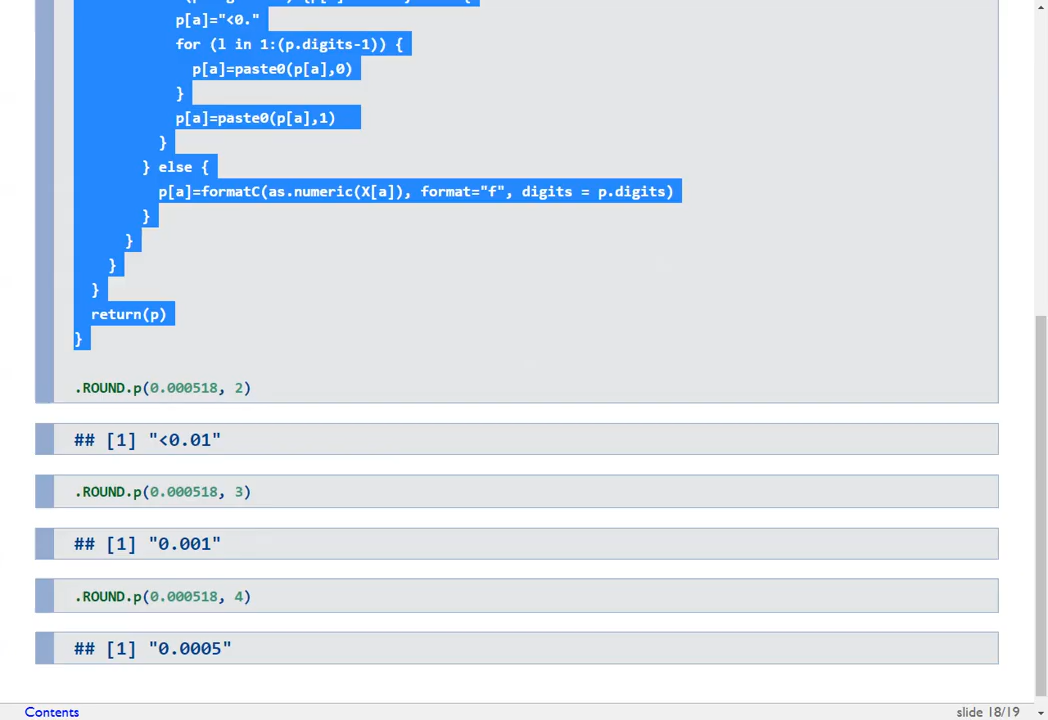 p[a]="<0."
for (l in 1:(p.digits-1)) {
p[a]=paste0(p[a],0)
}
p[a]=paste0(p[a],1)
}
} else {
p[a]=formatC(as.numeric(X[a]), format="f", digits = p.digits)
}
}
}
}
return(p)
}
.ROUND.p(0.000518, 2)
## [1] "<0.01"
.ROUND.p(0.000518, 3)
## [1] "0.001"
.ROUND.p(0.000518, 4)
## [1] "0.0005"
Contents
slide 18/19